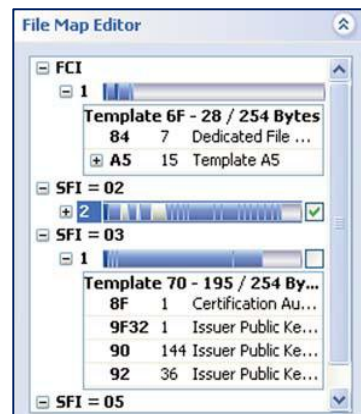 File Map Editor
FCI
1
Template 6F - 28 / 254 Bytes
84 7 Dedicated File ...
A5 15 Template A5
SFI = 02
2
SFI = 03
1
Template 70 - 195 / 254 By...
8F 1 Certification Au...
9F32 1 Issuer Public Ke...
90 144 Issuer Public Ke...
92 36 Issuer Public Ke...
SFI = 05